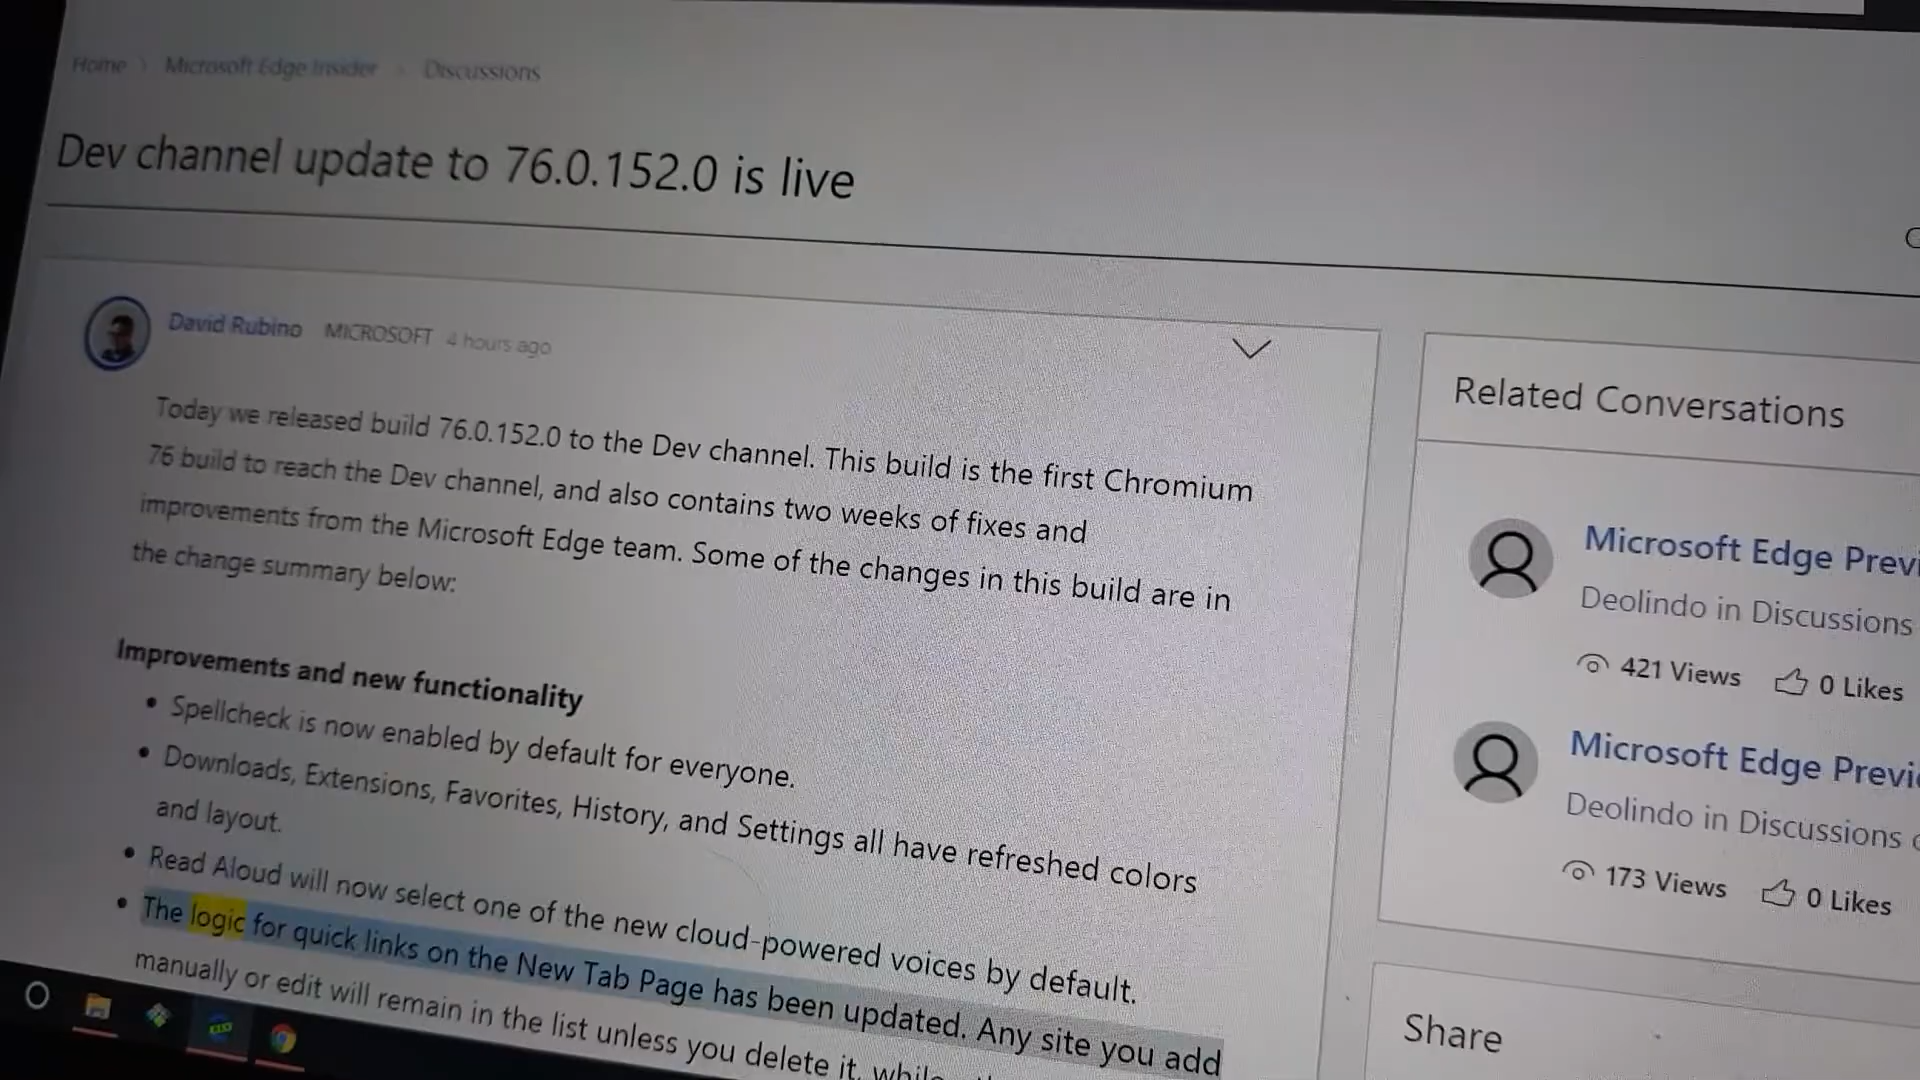 Home > Microsoft Edge Insider > Discussions
Dev channel update to 76.0.152.0 is live
David Rubino MICROSOFT 4 hours ago
Today we released build 76.0.152.0 to the Dev channel. This build is the first Chromium
76 build to reach the Dev channel, and also contains two weeks of fixes and
improvements from the Microsoft Edge team. Some of the changes in this build are in
the change summary below:
Improvements and new functionality
• Spellcheck is now enabled by default for everyone.
• Downloads, Extensions, Favorites, History, and Settings all have refreshed colors
and layout.
• Read Aloud will now select one of the new cloud-powered voices by default.
• The logic for quick links on the New Tab Page has been updated. Any site you add
manually or edit will remain in the list unless you delete it, while
Related Conversations
Microsoft Edge Previ
Deolindo in Discussions
421 Views 0 Likes
Microsoft Edge Previ
Deolindo in Discussions
173 Views 0 Likes
Share